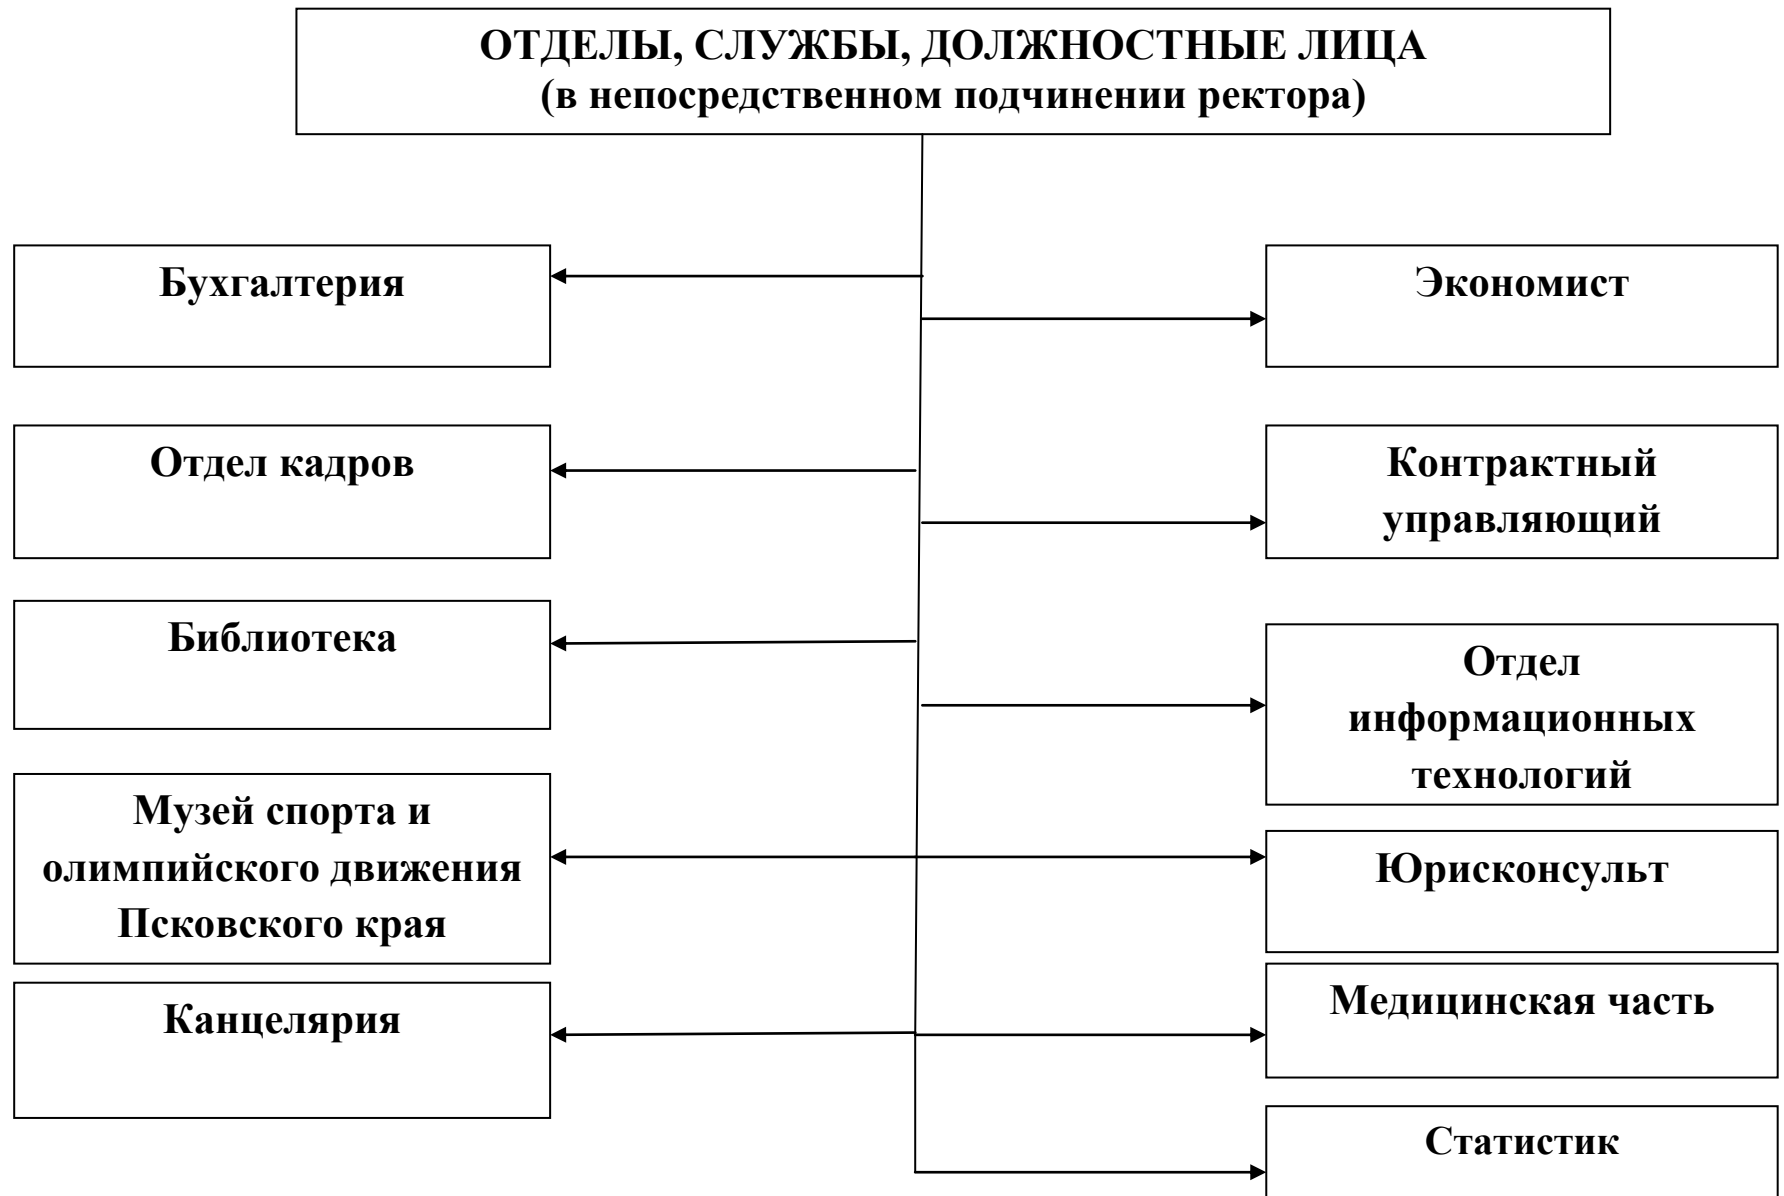 ОТДЕЛЫ, СЛУЖБЫ, ДОЛЖНОСТНЫЕ ЛИЦА
(в непосредственном подчинении ректора)
Бухгалтерия
Экономист
Отдел кадров
Контрактный
управляющий
Библиотека
Отдел
информационных
технологий
Музей спорта и
олимпийского движения
Псковского края
Юрисконсульт
Канцелярия
Медицинская часть
Статистик